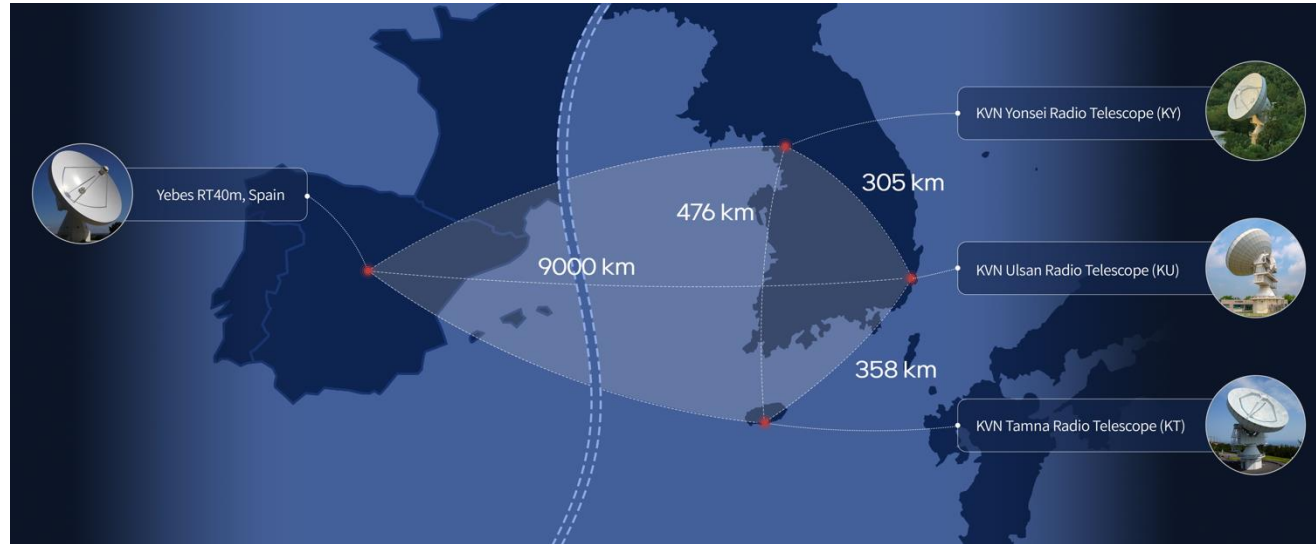 KVN Yonsei Radio Telescope (KY)
305 km
Yebes RT40m, Spain
476 km
9000 km
KVN Ulsan Radio Telescope (KU)
358 km
KVN Tamna Radio Telescope (KT)